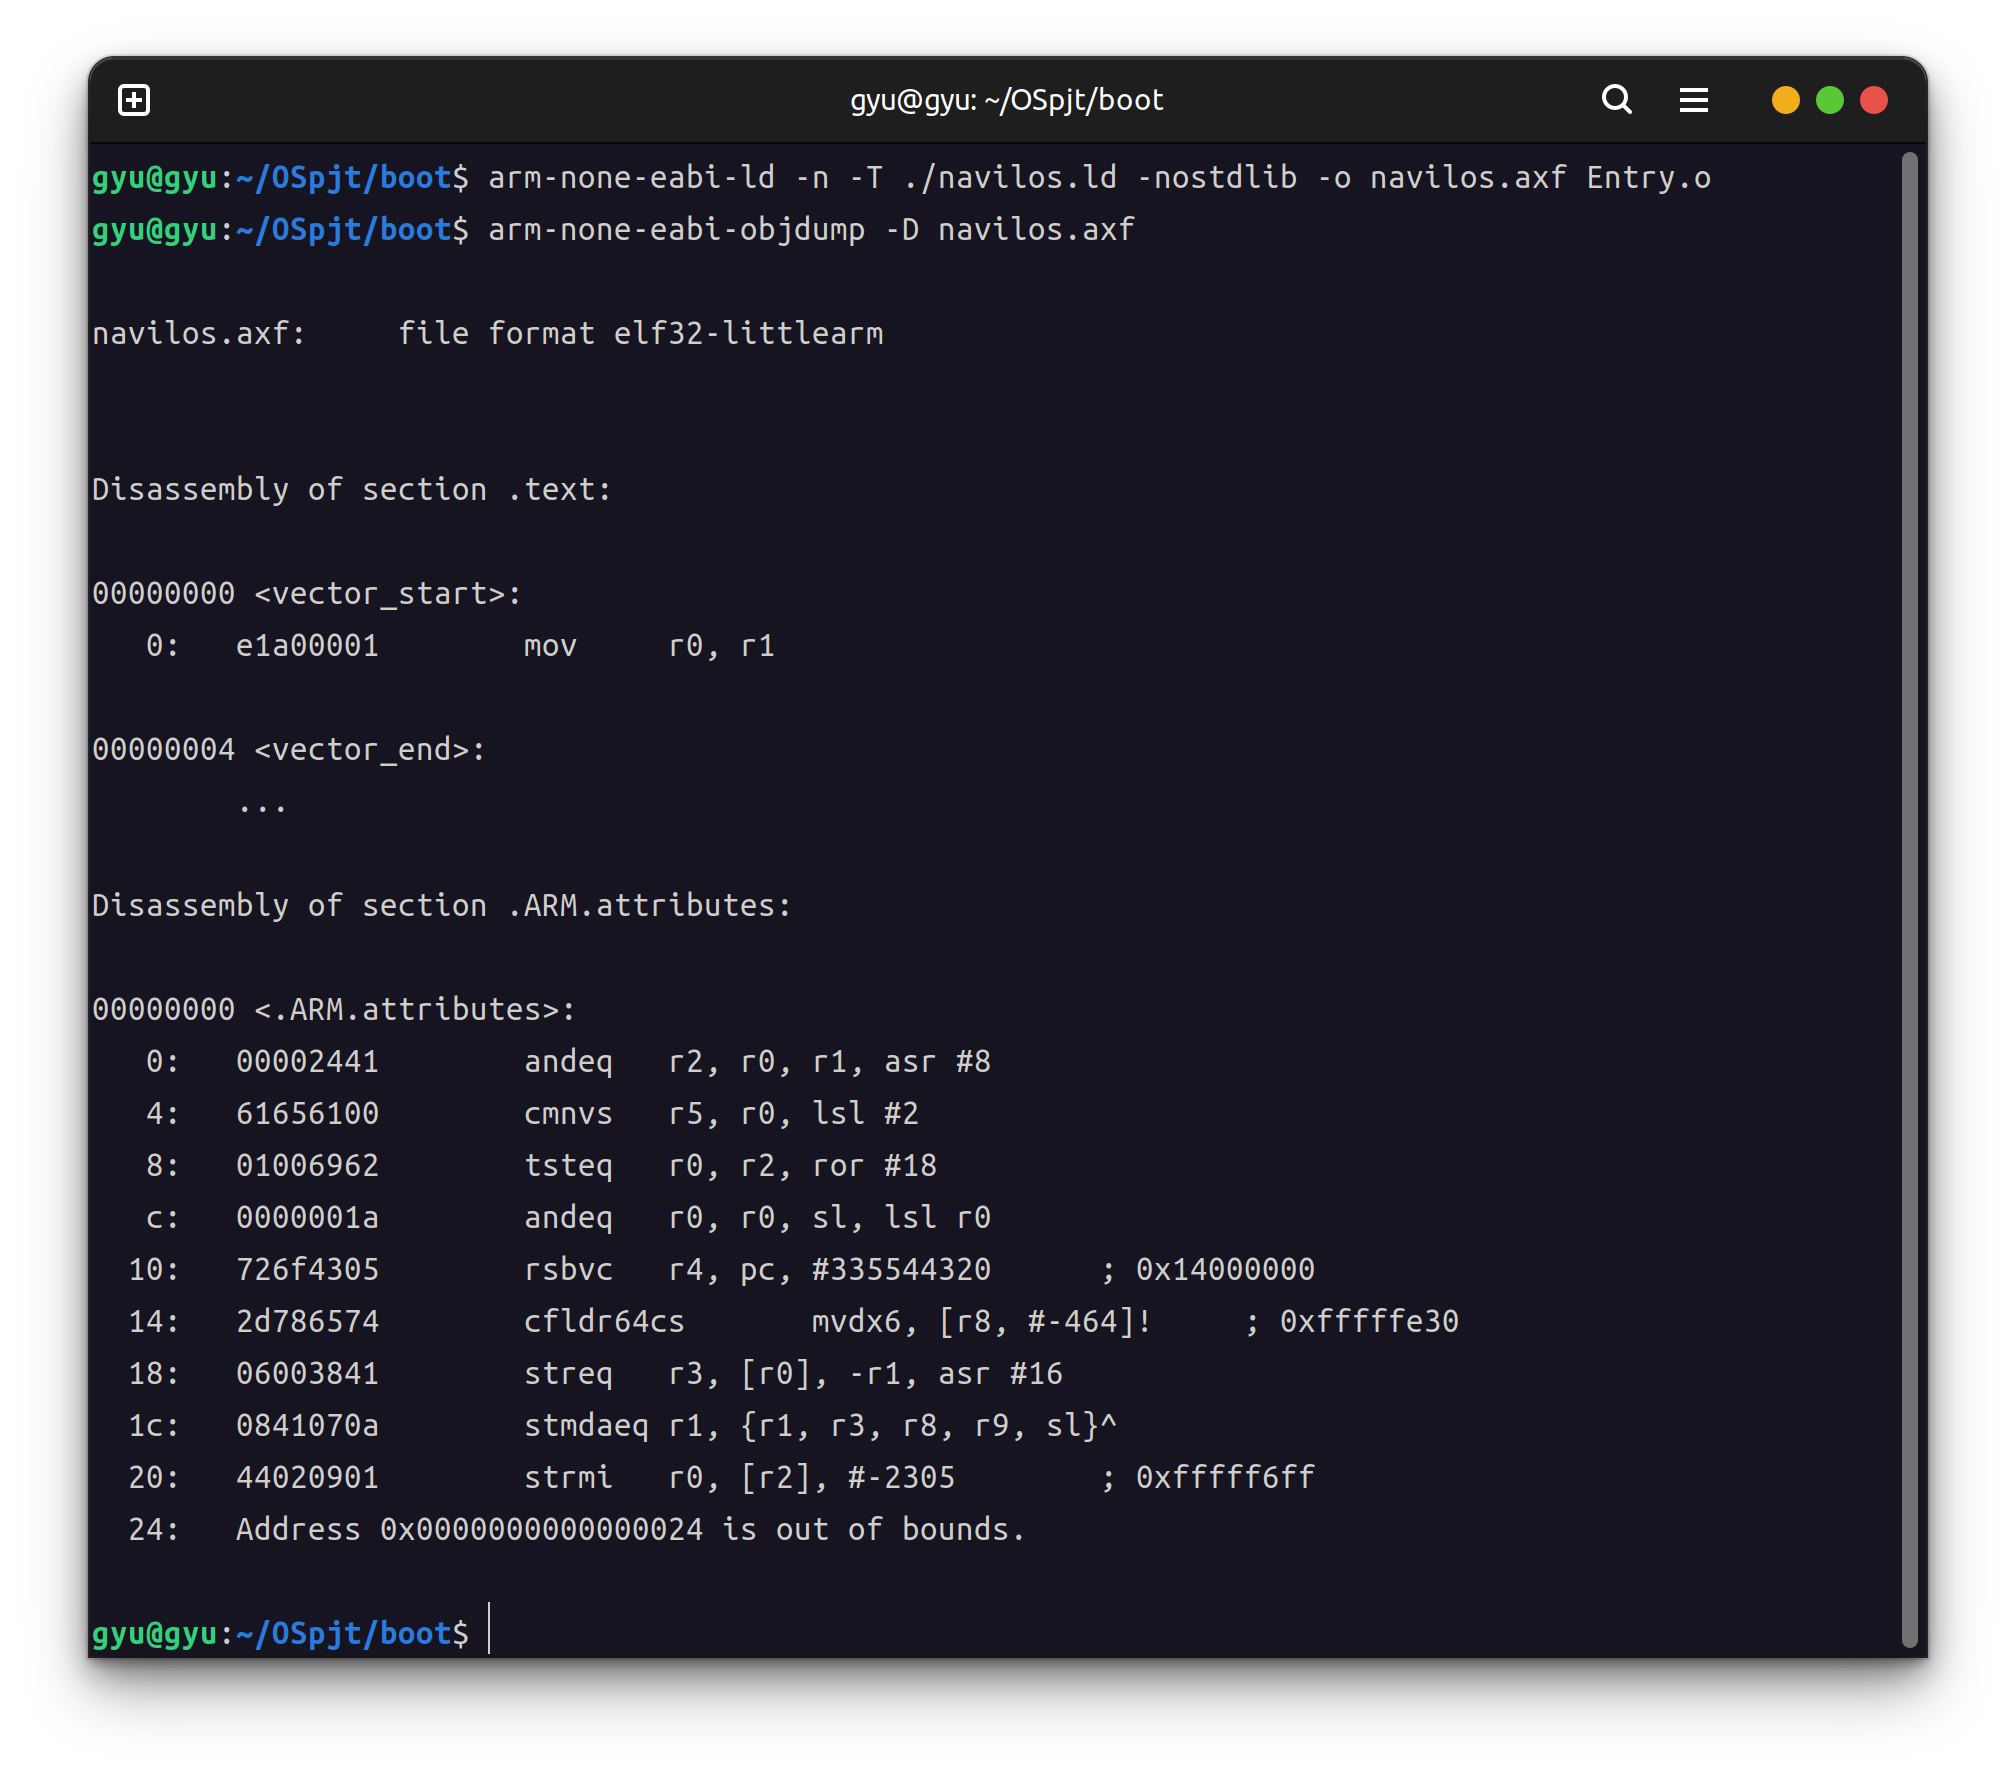 gyu@gyu: ~/OSpjt/boot
gyu@gyu:~/OSpjt/boot$ arm-none-eabi-ld -n -T ./navilos.ld -nostdlib -o navilos.axf Entry.o
gyu@gyu:~/OSpjt/boot$ arm-none-eabi-objdump -D navilos.axf
navilos.axf:     file format elf32-littlearm
Disassembly of section .text:
00000000 <vector_start>:
   0:   e1a00001        mov     r0, r1
00000004 <vector_end>:
        ...
Disassembly of section .ARM.attributes:
00000000 <.ARM.attributes>:
   0:   00002441        andeq   r2, r0, r1, asr #8
   4:   61656100        cmnvs   r5, r0, lsl #2
   8:   01006962        tsteq   r0, r2, ror #18
   c:   0000001a        andeq   r0, r0, sl, lsl r0
  10:   726f4305        rsbvc   r4, pc, #335544320      ; 0x14000000
  14:   2d786574        cfldr64cs       mvdx6, [r8, #-464]!     ; 0xfffffe30
  18:   06003841        streq   r3, [r0], -r1, asr #16
  1c:   0841070a        stmdaeq r1, {r1, r3, r8, r9, sl}^
  20:   44020901        strmi   r0, [r2], #-2305        ; 0xfffff6ff
  24:   Address 0x0000000000000024 is out of bounds.
gyu@gyu:~/OSpjt/boot$